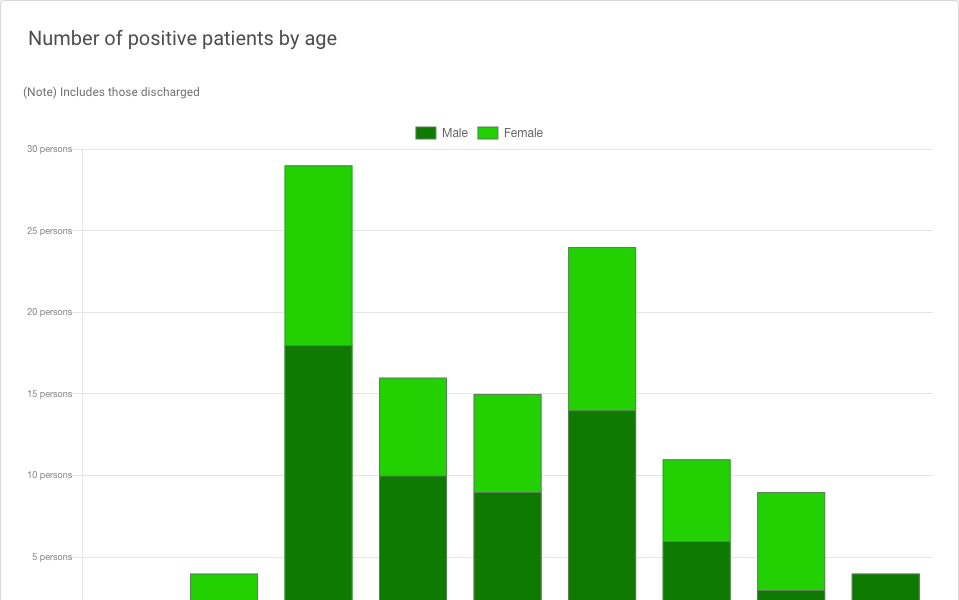 Number of positive patients by age
(Note) Includes those discharged
Male Female
30 persons
25 persons
20 persons
15 persons
10 persons
5 persons